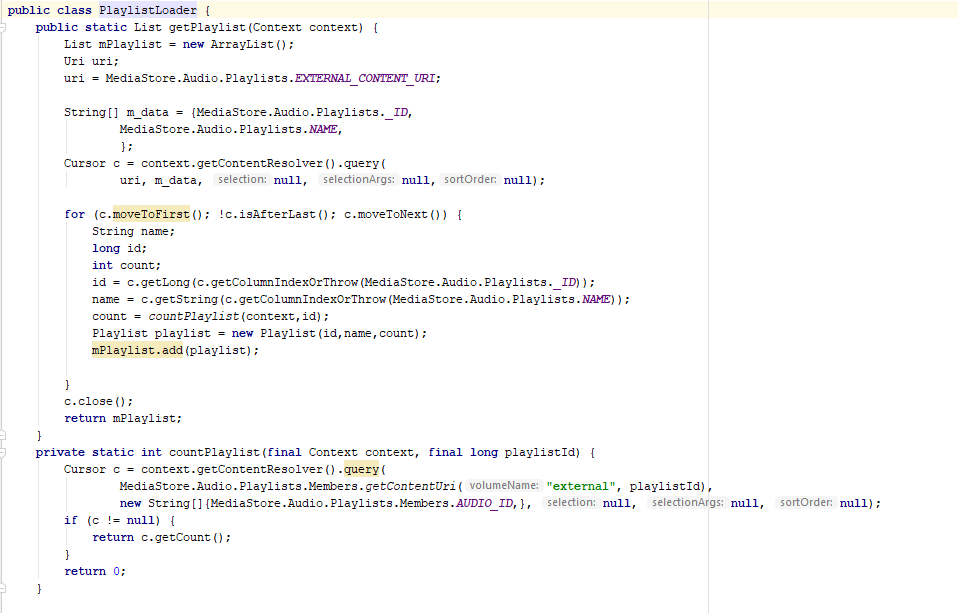 public class PlaylistLoader {
public static List getPlaylist(Context context) {
List mPlaylist = new ArrayList();
Uri uri;
uri = MediaStore.Audio.Playlists.EXTERNAL_CONTENT_URI;
String[] m_data = {MediaStore.Audio.Playlists._ID,
MediaStore.Audio.Playlists.NAME,
};
Cursor c = context.getContentResolver().query(
uri, m_data, selection: null, selectionArgs: null, sortOrder: null);
for (c.moveToFirst(); !c.isAfterLast(); c.moveToNext()) {
String name;
long id;
int count;
id = c.getLong(c.getColumnIndexOrThrow(MediaStore.Audio.Playlists._ID));
name = c.getString(c.getColumnIndexOrThrow(MediaStore.Audio.Playlists.NAME));
count = countPlaylist(context,id);
Playlist playlist = new Playlist(id,name,count);
mPlaylist.add(playlist);
}
c.close();
return mPlaylist;
}
private static int countPlaylist(final Context context, final long playlistId) {
Cursor c = context.getContentResolver().query(
MediaStore.Audio.Playlists.Members.getContentUri( volumeName: "external", playlistId),
new String[]{MediaStore.Audio.Playlists.Members.AUDIO_ID,}, selection: null, selectionArgs: null, sortOrder: null);
if (c != null) {
return c.getCount();
}
return 0;
}